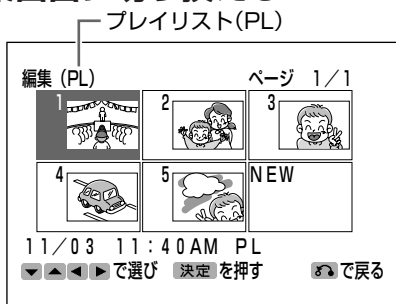 プレイリスト(PL)
編集(PL) ページ 1/1
1 2 3
4 5 NEW
11/03 11:40AM PL
で選び 決定 を押す で戻る